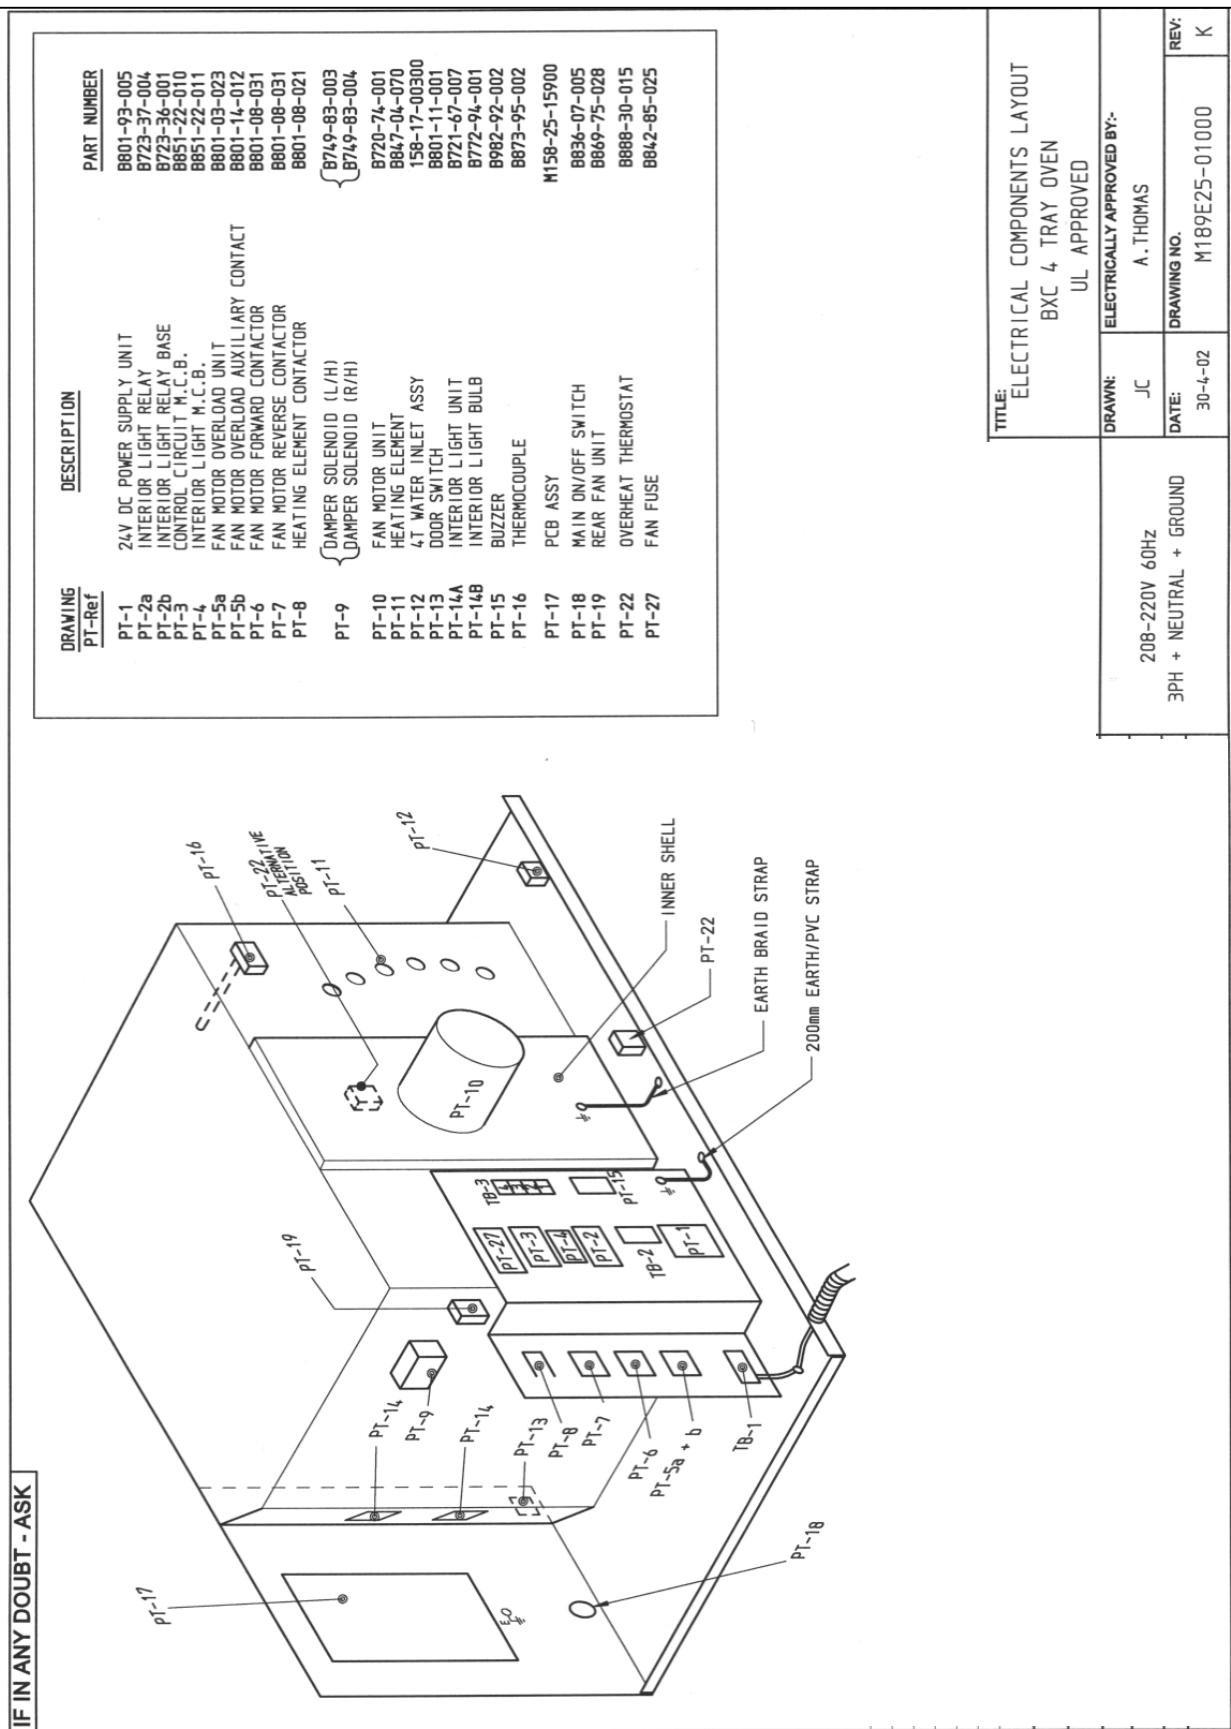 IF IN ANY DOUBT - ASK
DRAWING PT-Ref DESCRIPTION PART NUMBER
PT-1 24V DC POWER SUPPLY UNIT B801-93-005
PT-2a INTERIOR LIGHT RELAY B723-37-004
PT-2b INTERIOR LIGHT RELAY BASE B723-36-001
PT-3 CONTROL CIRCUIT M.C.B. B851-22-010
PT-4 INTERIOR LIGHT M.C.B. B851-22-011
PT-5a FAN MOTOR OVERLOAD UNIT B801-03-023
PT-5b FAN MOTOR OVERLOAD AUXILIARY CONTACT B801-14-012
PT-6 FAN MOTOR FORWARD CONTACTOR B801-08-031
PT-7 FAN MOTOR REVERSE CONTACTOR B801-08-031
PT-8 HEATING ELEMENT CONTACTOR B801-08-021
PT-9 {DAMPER SOLENOID (L/H) {B749-83-003
DAMPER SOLENOID (R/H) B749-83-004
PT-10 FAN MOTOR UNIT B720-74-001
PT-11 HEATING ELEMENT B847-04-070
PT-12 4T WATER INLET ASSY 158-17-00300
PT-13 DOOR SWITCH B801-11-001
PT-14A INTERIOR LIGHT UNIT B721-67-007
PT-14B INTERIOR LIGHT BULB B772-94-001
PT-15 BUZZER B982-92-002
PT-16 THERMOCOUPLE B873-95-002
PT-17 PCB ASSY M158-25-15900
PT-18 MAIN ON/OFF SWITCH B836-07-005
PT-19 REAR FAN UNIT B869-75-028
PT-22 OVERHEAT THERMOSTAT B888-30-015
PT-27 FAN FUSE B842-85-025
PT-17
PT-19
PT-16
PT-22
ALTERNATIVE
POSITION
PT-11
PT-12
PT-14
PT-9
PT-14
PT-13
PT-8
PT-7
PT-6
PT-5a + b
TB-1
PT-18
PT-10
TB-3
4
3
2
1
PT-27
PT-3
PT-4
PT-2
TB-2
PT-1
PT-15
INNER SHELL
PT-22
EARTH BRAID STRAP
200mm EARTH/PVC STRAP
208-220V 60Hz
3PH + NEUTRAL + GROUND
TITLE:
ELECTRICAL COMPONENTS LAYOUT
BXC 4 TRAY OVEN
UL APPROVED
DRAWN:
JC
ELECTRICALLY APPROVED BY:-
A.THOMAS
DATE:
30-4-02
DRAWING NO.
M189E25-01000
REV:
K